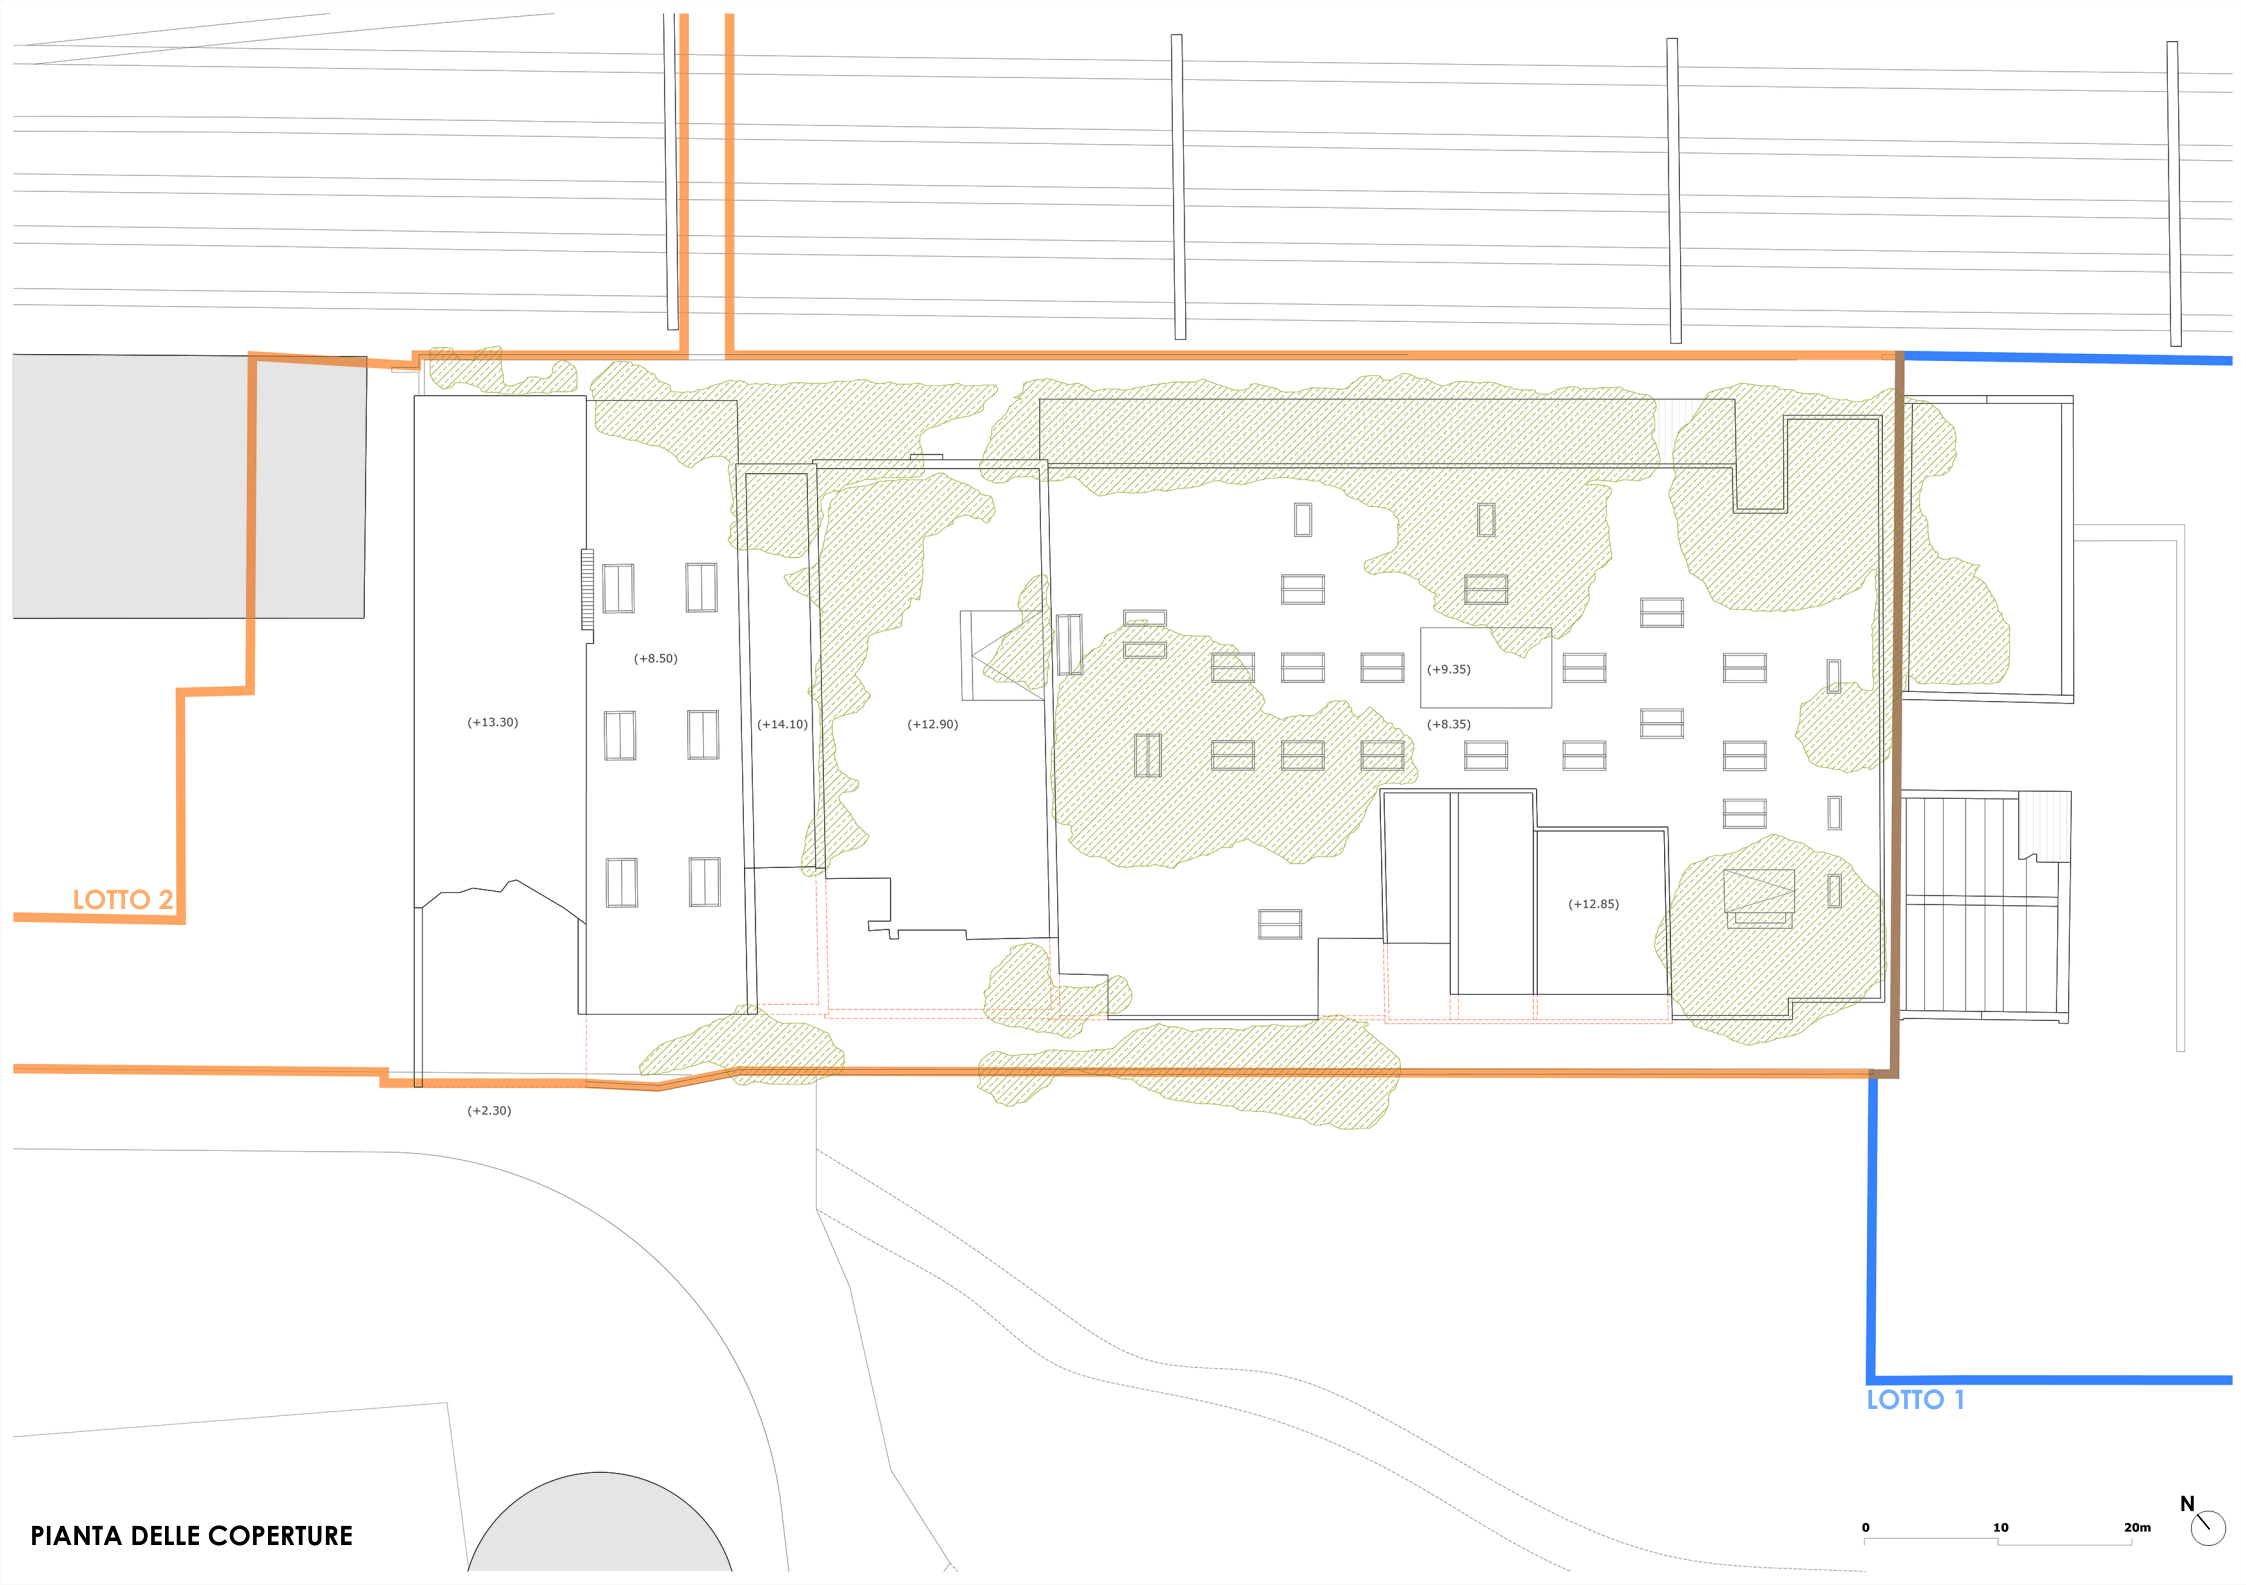 (+8.50)
(+9.35)
(+13.30)
(+14.10)
(+12.90)
(+8.35)
LOTTO 2
(+12.85)
(+2.30)
LOTTO 1
N
PIANTA DELLE COPERTURE
0 10 20m